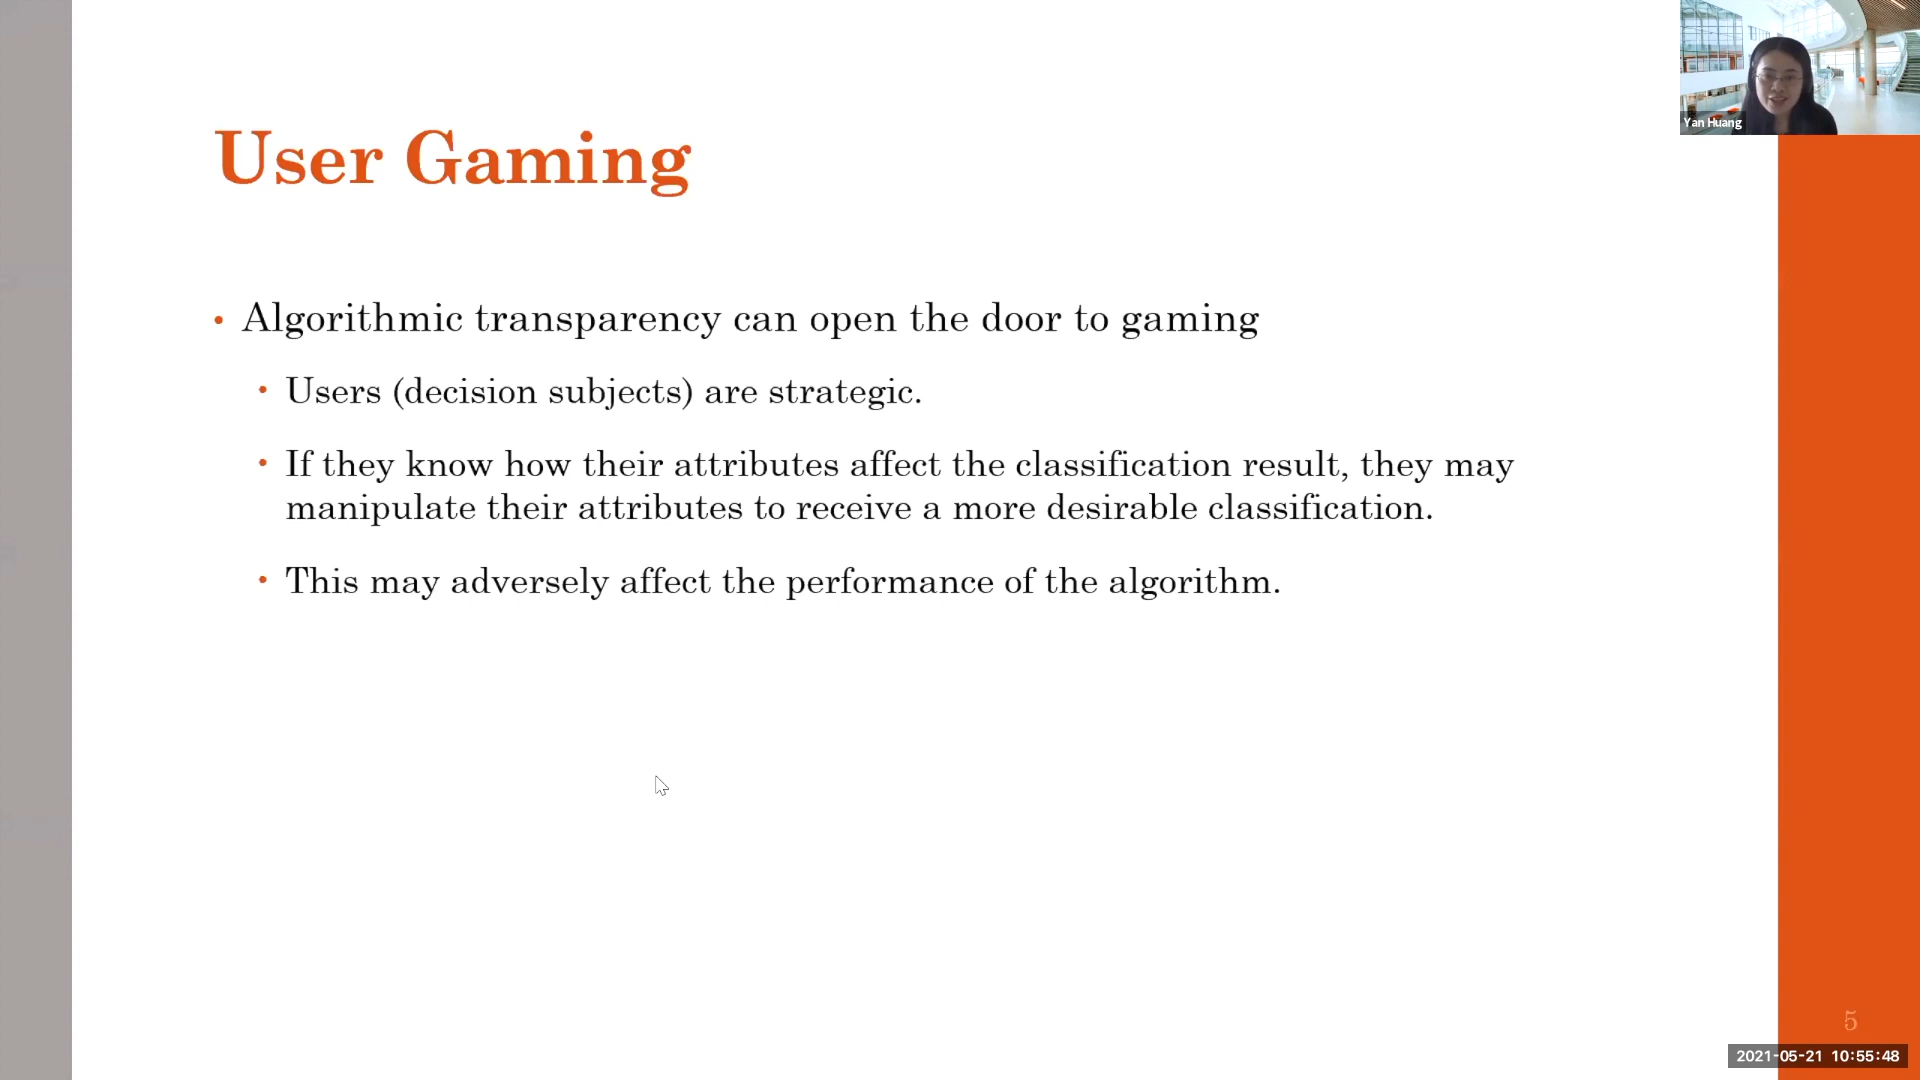 Yan Huang
User Gaming
• Algorithmic transparency can open the door to gaming
• Users (decision subjects) are strategic.
• If they know how their attributes affect the classification result, they may
manipulate their attributes to receive a more desirable classification.
• This may adversely affect the performance of the algorithm.
5
2021-05-21 10:55:48